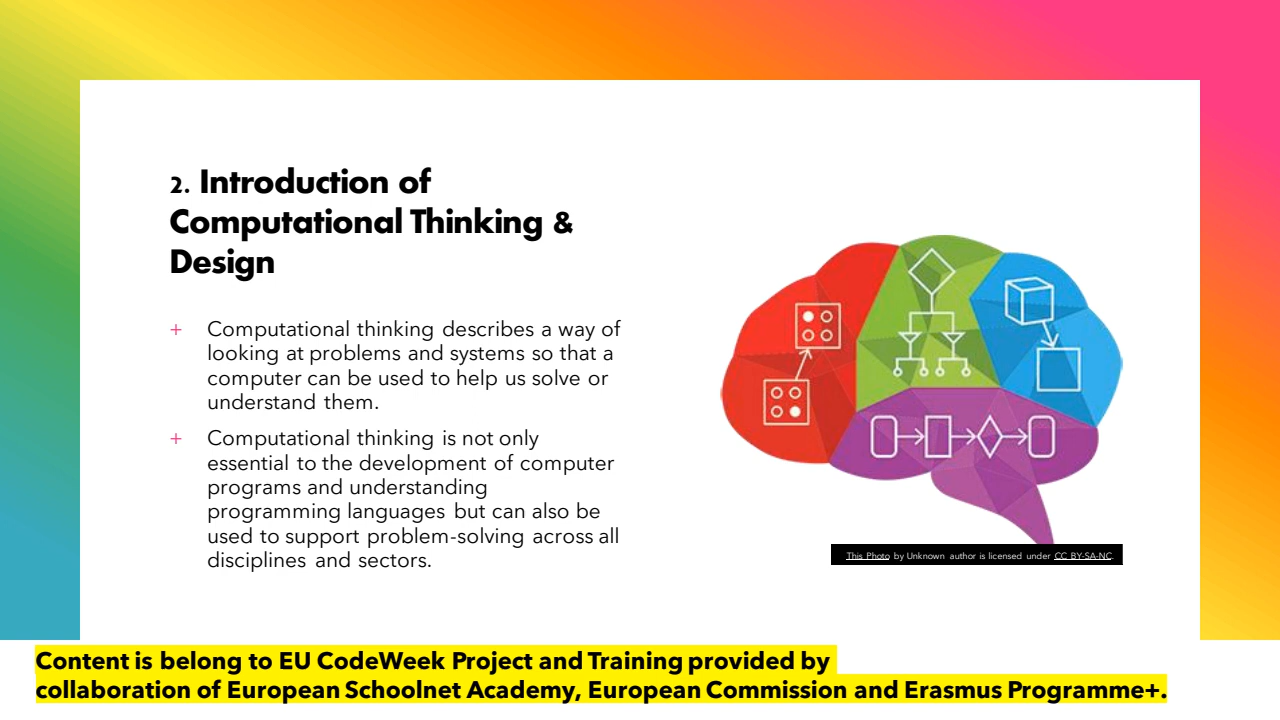 2. Introduction of
Computational Thinking &
Design
+ Computational thinking describes a way of
looking at problems and systems so that a
computer can be used to help us solve or
understand them.
+ Computational thinking is not only
essential to the development of computer
programs and understanding
programming languages but can also be
used to support problem-solving across all
disciplines and sectors.
This Photo by Unknown author is licensed under CC BY-SA-NC.
Content is belong to EU CodeWeek Project and Training provided by
collaboration of European Schoolnet Academy, European Commission and Erasmus Programme+.